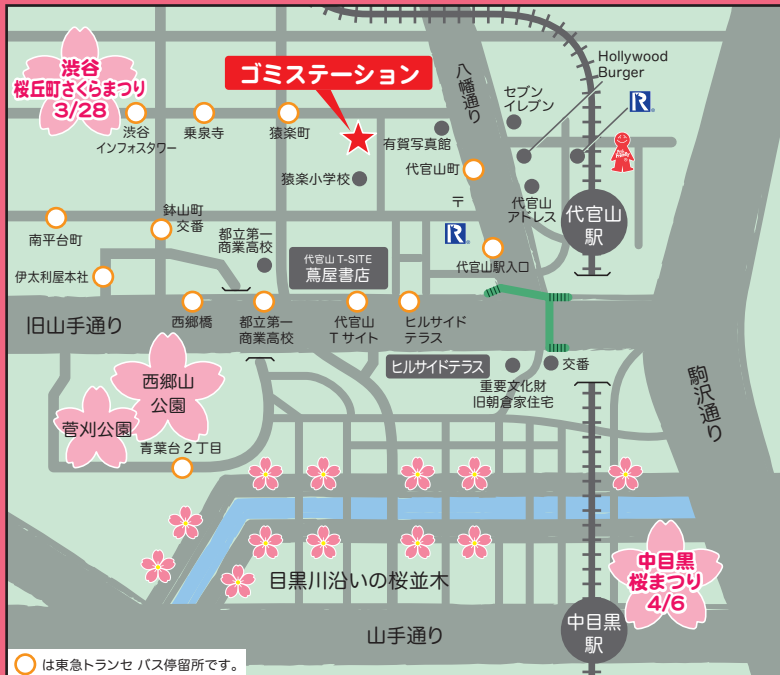 渋谷
桜丘町さくらまつり
3/28
ゴミステーション
八幡通り
セブン
イレブン
Hollywood
Burger
R.
渋谷
インフォスタワー
乗泉寺
猿楽町
有賀写真館
猿楽小学校
代官山町
〒
代官山
アドレス
代官山
駅
南平台町
鉢山町
交番
都立第一
商業高校
代官山 T-SITE
蔦屋書店
R.
代官山駅入口
伊太利屋本社
旧山手通り
西郷橋
都立第一
商業高校
代官山
Tサイト
ヒルサイド
テラス
ヒルサイドテラス
交番
重要文化財
旧朝倉家住宅
駒沢通り
西郷山
公園
菅刈公園
青葉台2丁目
目黒川沿いの桜並木
中目黒
桜まつり
4/6
山手通り
中目黒
駅
は東急トランセ バス停留所です。